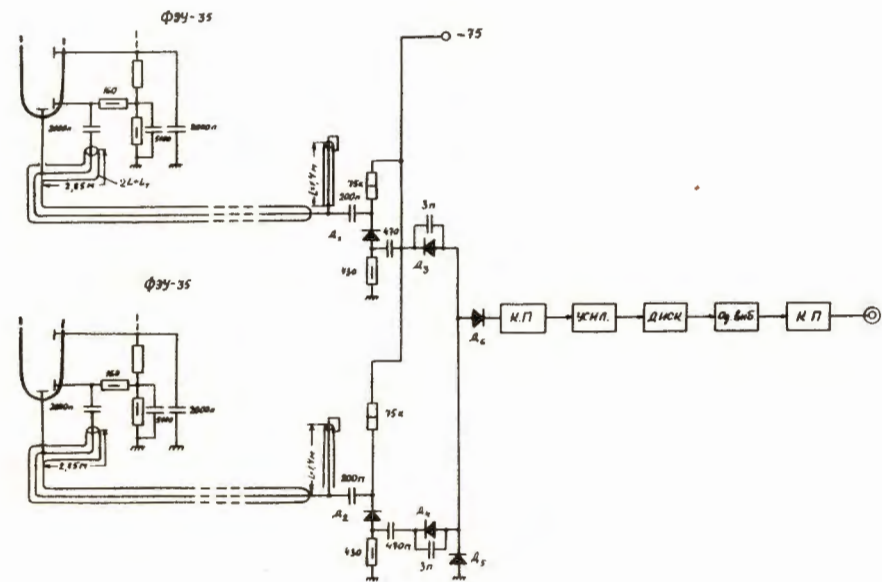 ФЭУ-35
-75
160
2000п
5100
2000п
2,85м
2L=Lт
L=1,4м
75к
200п
Д1
470
430
3п
Д3
ФЭУ-35
160
2000п
5100
2000п
2,85м
L=1,4м
75к
200п
Д2
430
470п
Д4
3п
Д5
Д6
К.П
УСИЛ.
ДИСК
Од.виб
К П